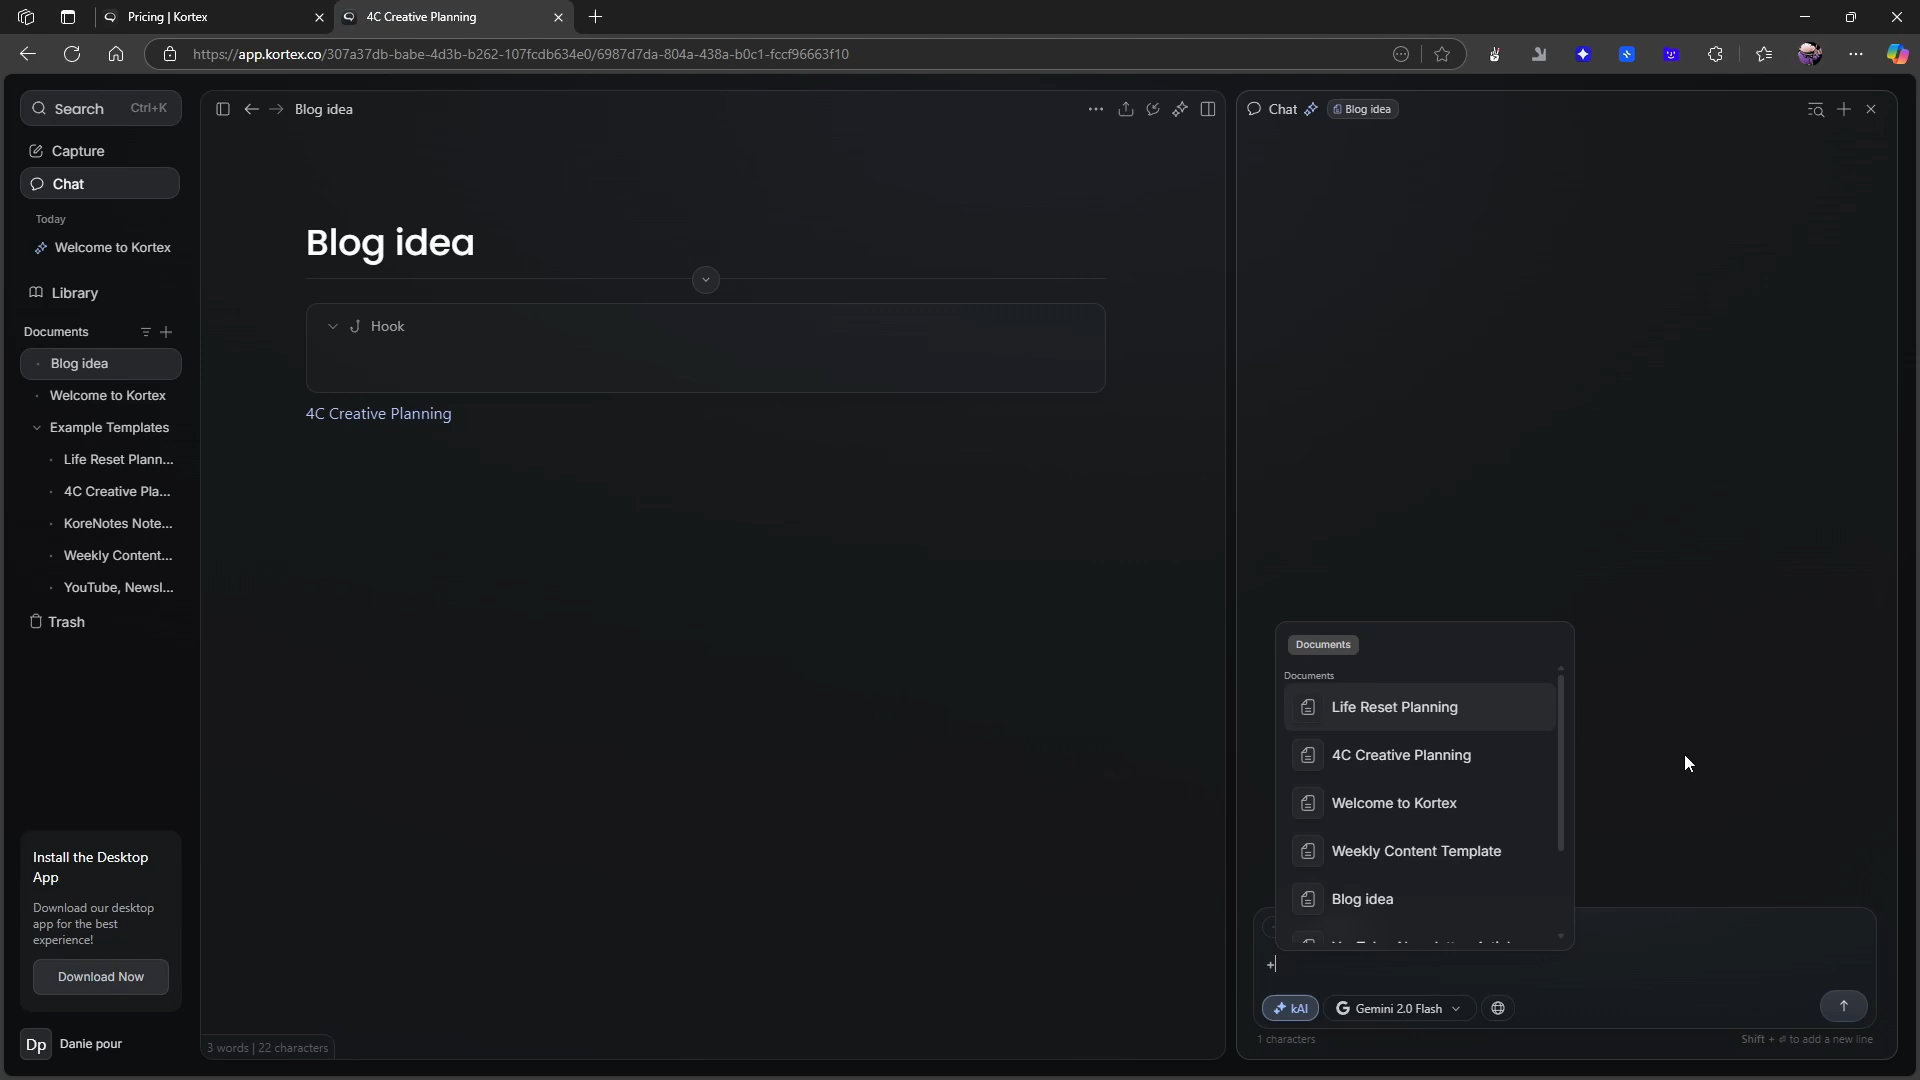 Pricing | Kortex
4C Creative Planning
https://app.kortex.co/307a37db-babe-4d3b-b262-107fcdb634e0/6987d7da-804a-438a-b0c1-fccf96663f10
Search Ctrl+K
Capture
Chat
Today
Welcome to Kortex
Library
Documents
Blog idea
Welcome to Kortex
Example Templates
Life Reset Plann...
4C Creative Pla...
KoreNotes Note...
Weekly Content...
YouTube, Newsl...
Trash
Install the Desktop
App
Download our desktop
app for the best
experience!
Download Now
Dp Danie pour
Blog idea
Blog idea
Hook
4C Creative Planning
3 words | 22 characters
Chat Blog idea
Documents
Documents
Life Reset Planning
4C Creative Planning
Welcome to Kortex
Weekly Content Template
Blog idea
+
kAI Gemini 2.0 Flash
1 characters
Shift + ⏎ to add a new line